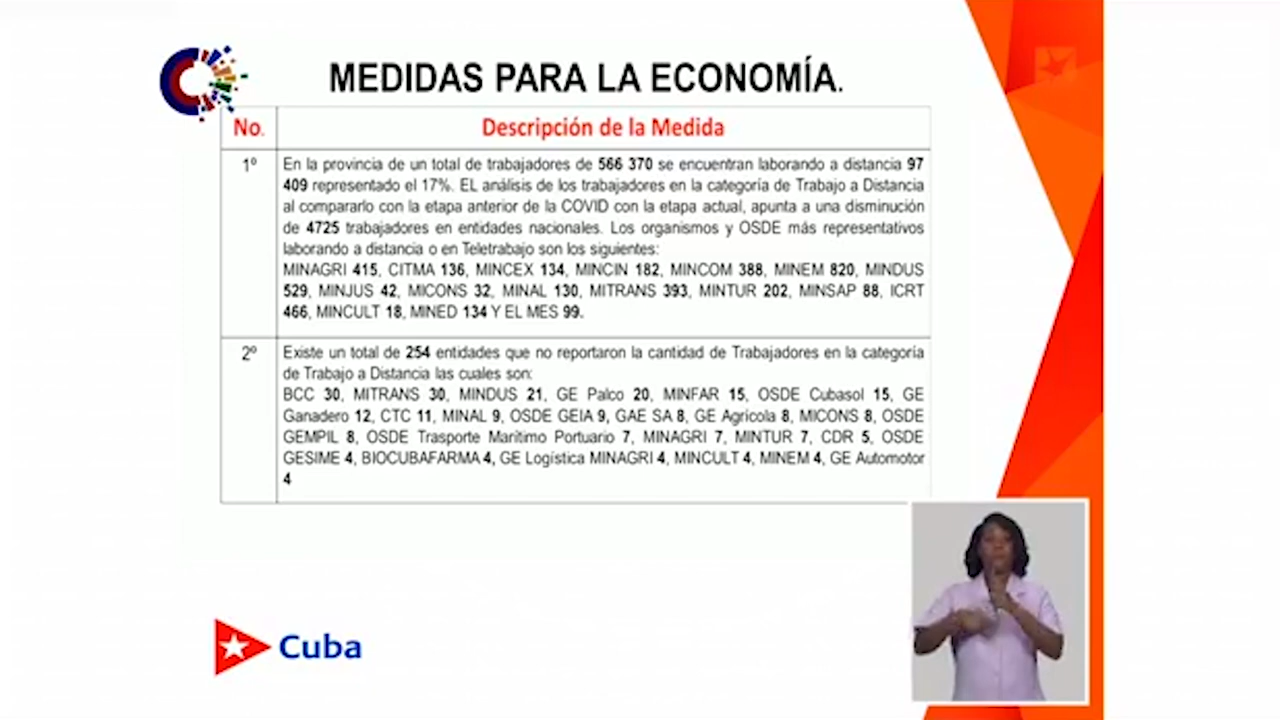 MEDIDAS PARA LA ECONOMÍA.
No. Descripción de la Medida
1º En la provincia de un total de trabajadores de 566 370 se encuentran laborando a distancia 97
409 representado el 17%. EL análisis de los trabajadores en la categoría de Trabajo a Distancia
al compararlo con la etapa anterior de la COVID con la etapa actual, apunta a una disminución
de 4725 trabajadores en entidades nacionales. Los organismos y OSDE más representativos
laborando a distancia o en Teletrabajo son los siguientes:
MINAGRI 415, CITMA 136, MINCEX 134, MINCIN 182, MINCOM 388, MINEM 820, MINDUS
529, MINJUS 42, MICONS 32, MINAL 130, MITRANS 393, MINTUR 202, MINSAP 88, ICRT
466, MINCULT 18, MINED 134 Y EL MES 99.
2º Existe un total de 254 entidades que no reportaron la cantidad de Trabajadores en la categoría
de Trabajo a Distancia las cuales son:
BCC 30, MITRANS 30, MINDUS 21, GE Palco 20, MINFAR 15, OSDE Cubasol 15, GE
Ganadero 12, CTC 11, MINAL 9, OSDE GEIA 9, GAE SA 8, GE Agrícola 8, MICONS 8, OSDE
GEMPIL 8, OSDE Trasporte Marítimo Portuario 7, MINAGRI 7, MINTUR 7, CDR 5, OSDE
GESIME 4, BIOCUBAFARMA 4, GE Logística MINAGRI 4, MINCULT 4, MINEM 4, GE Automotor
4
Cuba